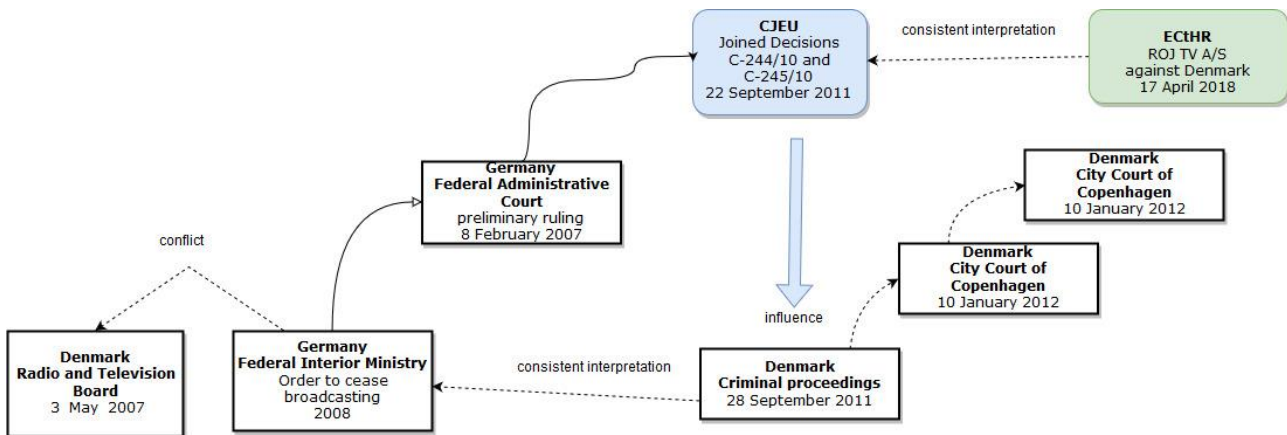 CJEU
Joined Decisions
C-244/10 and
C-245/10
22 September 2011
consistent interpretation
ECtHR
ROJ TV A/S
against Denmark
17 April 2018
Germany
Federal Administrative
Court
preliminary ruling
8 February 2007
Denmark
City Court of
Copenhagen
10 January 2012
conflict
Denmark
City Court of
Copenhagen
10 January 2012
influence
Denmark
Radio and Television
Board
3 May 2007
Germany
Federal Interior Ministry
Order to cease
broadcasting
2008
consistent interpretation
Denmark
Criminal proceedings
28 September 2011